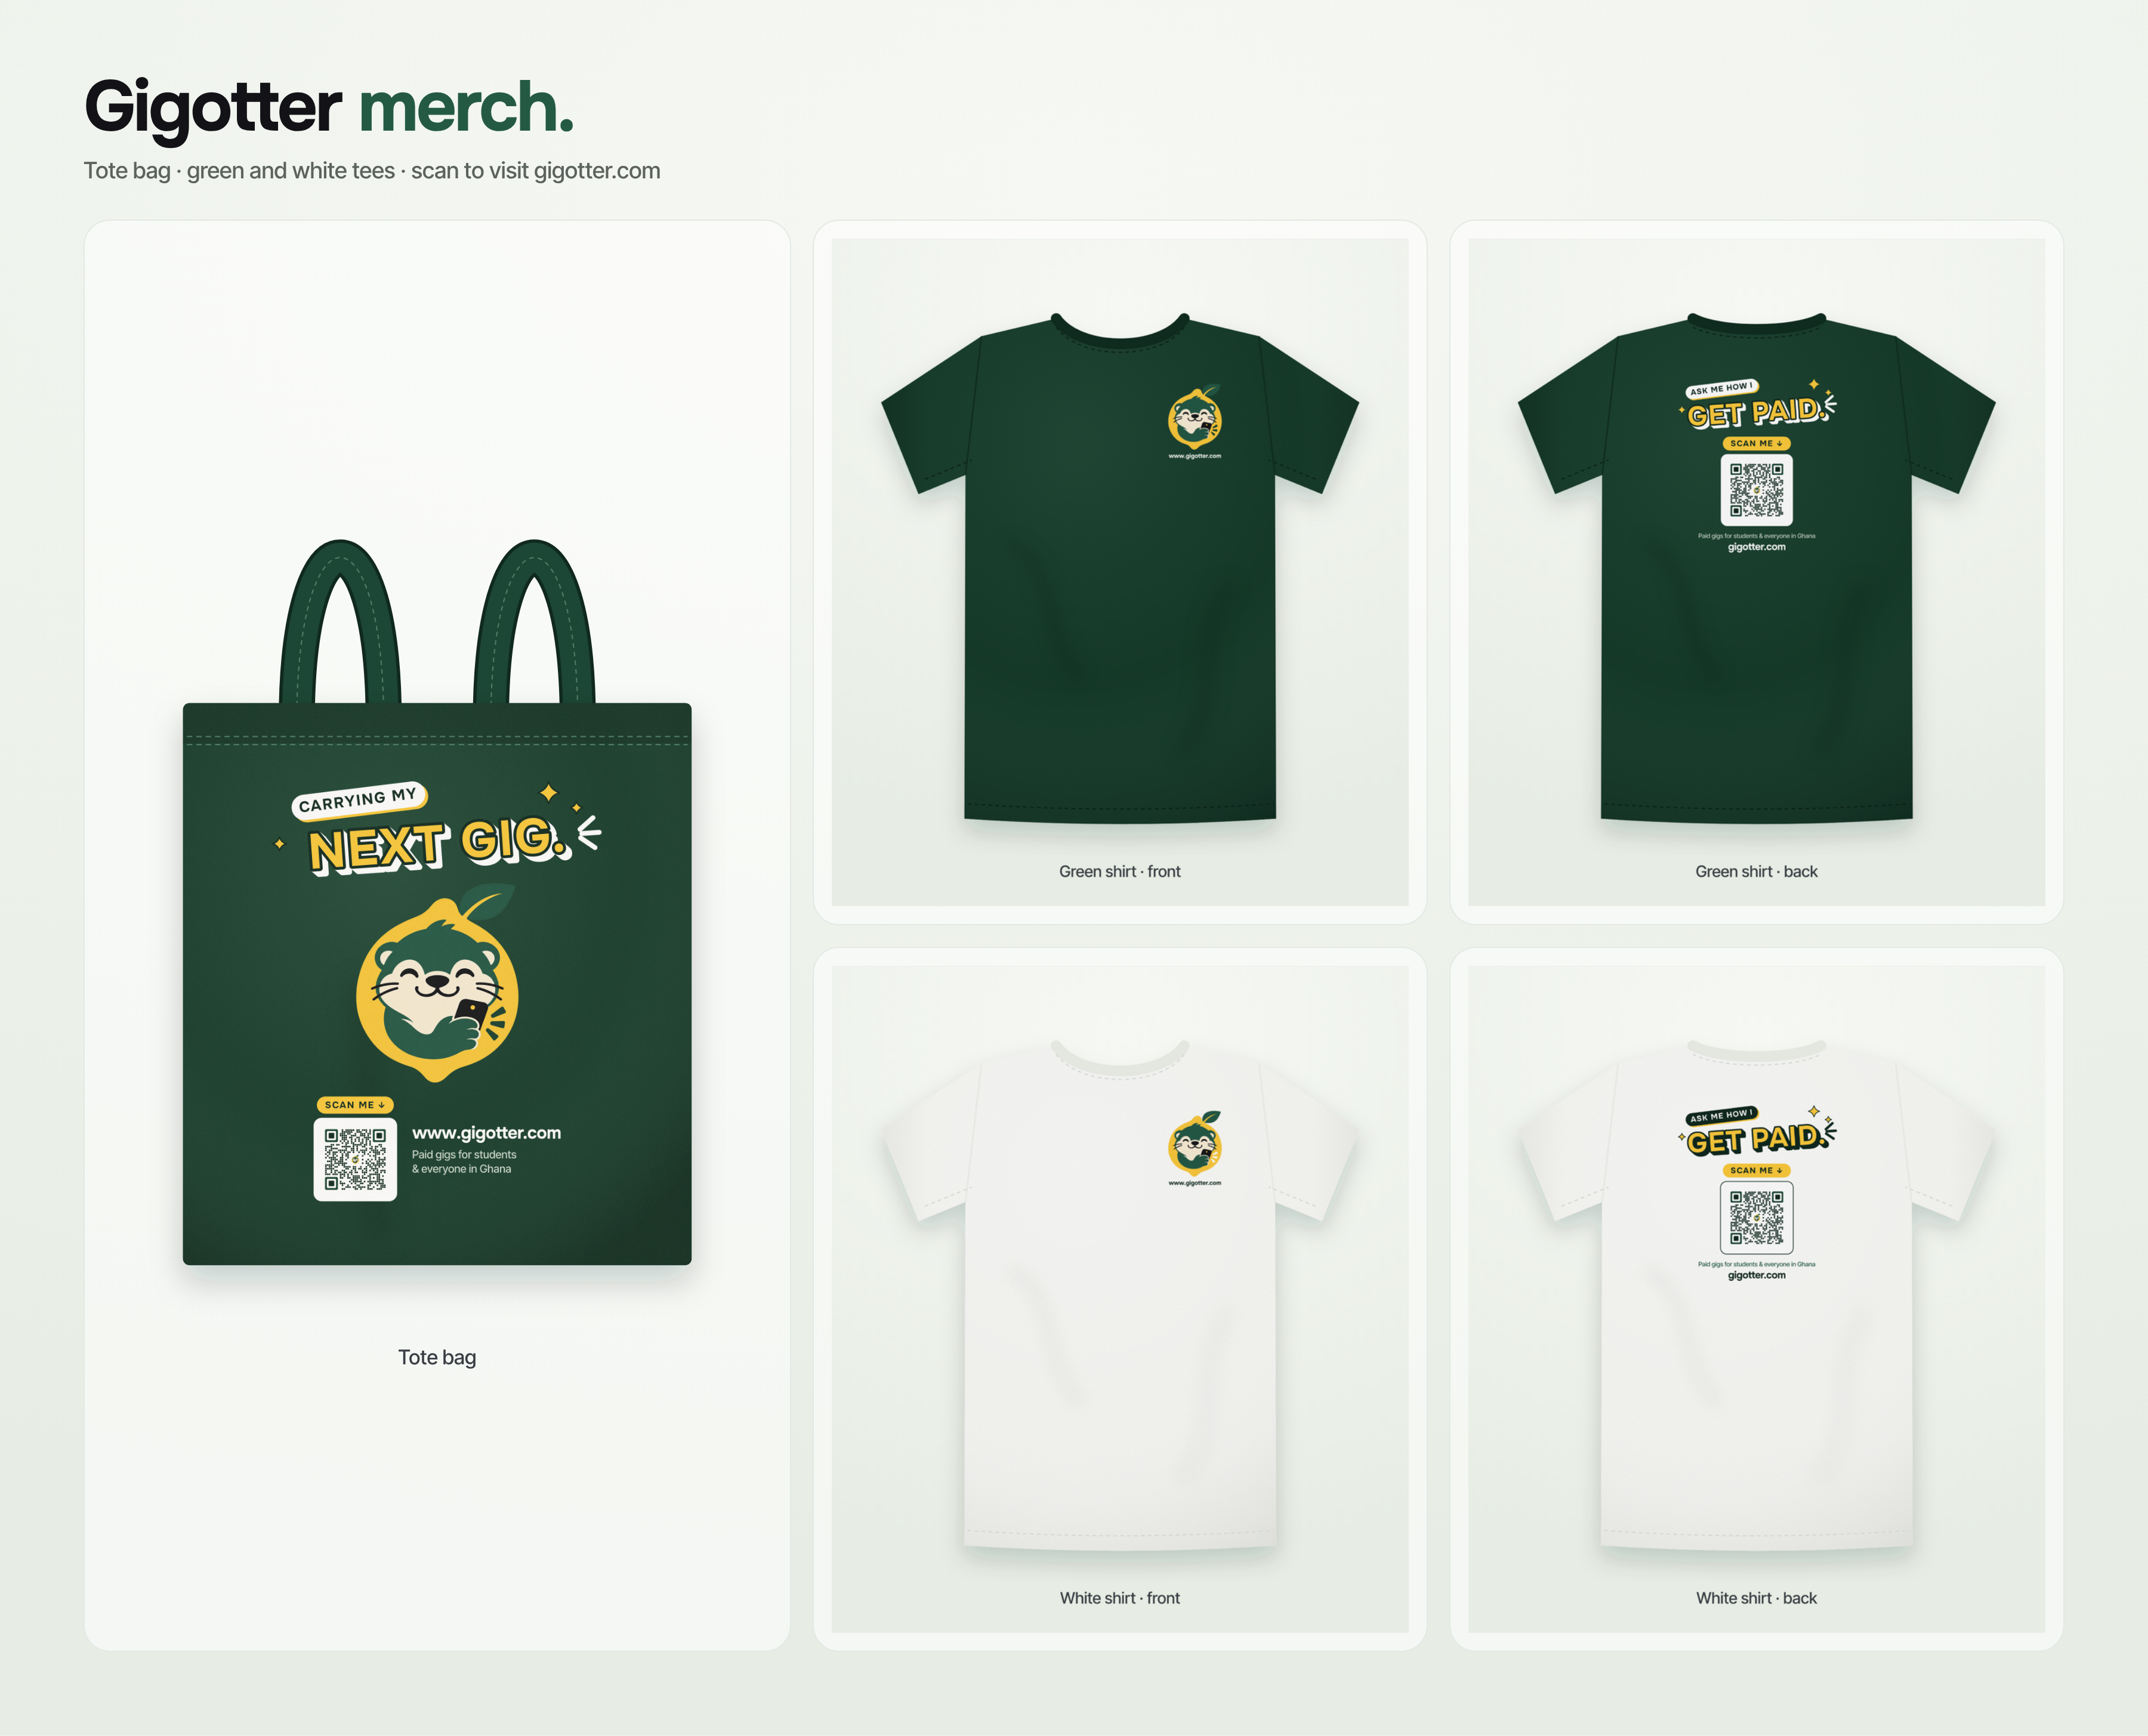 Gigotter merch.
Tote bag · green and white tees · scan to visit gigotter.com
CARRYING MY
NEXT GIG.
SCAN ME ↓
www.gigotter.com
Paid gigs for students
& everyone in Ghana
Tote bag
www.gigotter.com
Green shirt · front
ASK ME HOW I
GET PAID.
SCAN ME ↓
Paid gigs for students & everyone in Ghana
gigotter.com
Green shirt · back
www.gigotter.com
White shirt · front
ASK ME HOW I
GET PAID.
SCAN ME ↓
Paid gigs for students & everyone in Ghana
gigotter.com
White shirt · back